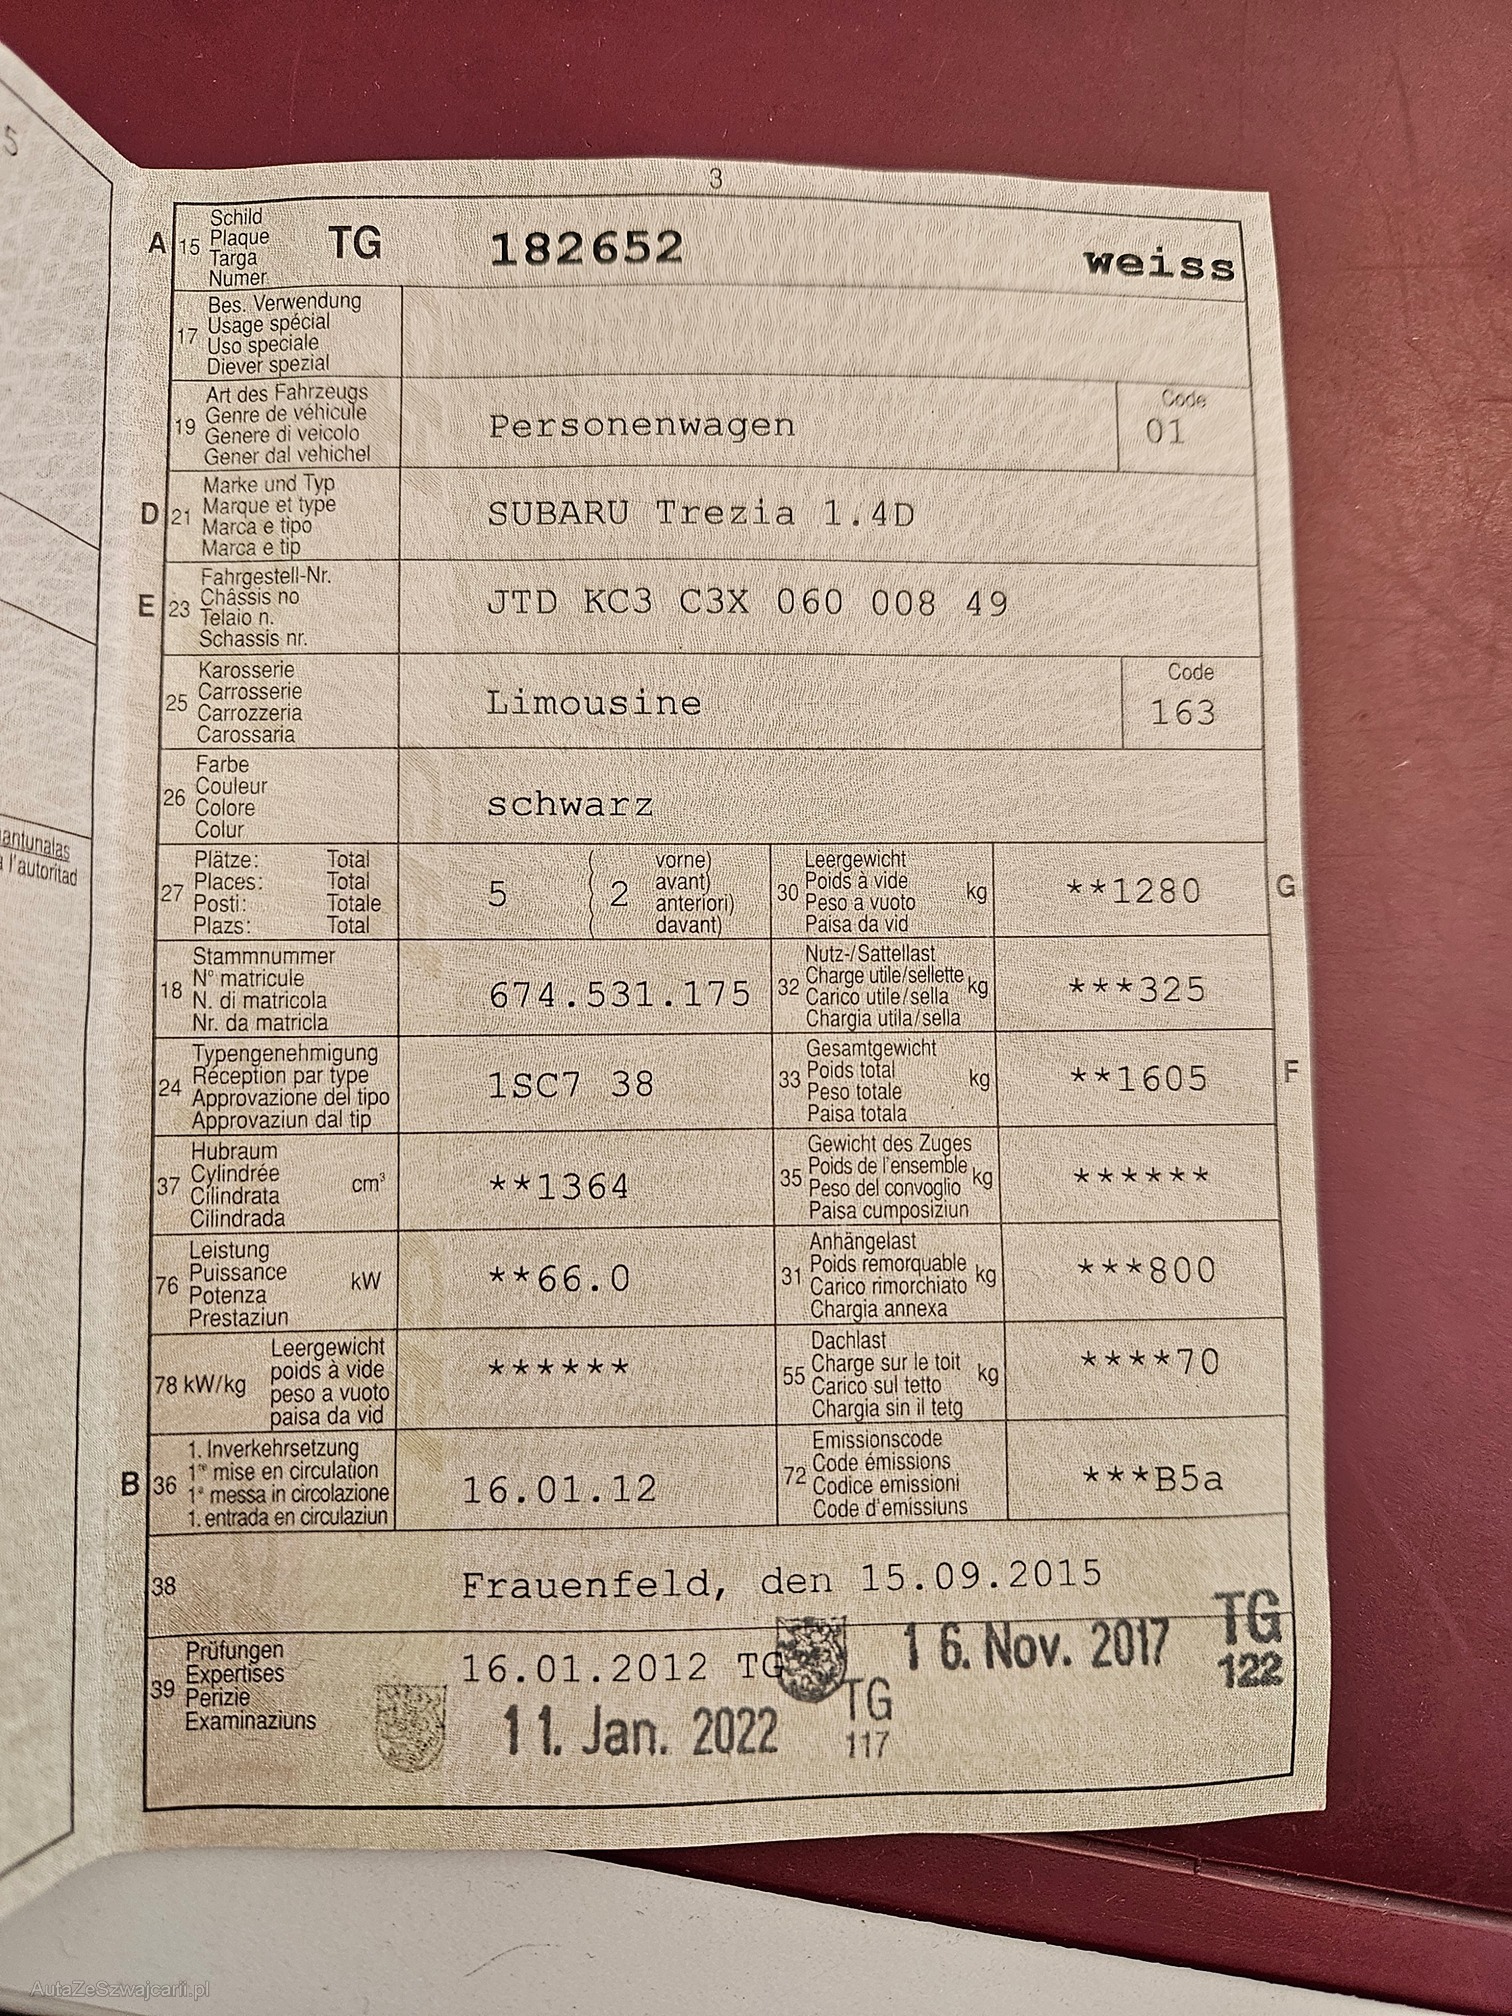 5
antunalas
l'autoritad
3
A 15 Schild
Plaque
Targa
Numer
TG 182652 weiss
17 Bes. Verwendung
Usage spécial
Uso speciale
Diever spezial
19 Art des Fahrzeugs
Genre de véhicule
Genere di veicolo
Gener dal vehichel
Personenwagen
Code
01
D 21 Marke und Typ
Marque et type
Marca e tipo
Marca e tip
SUBARU Trezia 1.4D
E 23 Fahrgestell-Nr.
Châssis no
Telaio n.
Schassis nr.
JTD KC3 C3X 060 008 49
25 Karosserie
Carrosserie
Carrozzeria
Carossaria
Limousine
Code
163
26 Farbe
Couleur
Colore
Colur
schwarz
27 Plätze: Total
Places: Total
Posti: Totale
Plazs: Total
5 ( 2 vorne)
avant)
anteriori)
davant)
30 Leergewicht
Poids à vide
Peso a vuoto
Paisa da vid
kg **1280 G
18 Stammnummer
N° matricule
N. di matricola
Nr. da matricla
674.531.175
32 Nutz-/Sattellast
Charge utile/sellette
Carico utile/sella
Chargia utila/sella
kg ***325
24 Typengenehmigung
Réception par type
Approvazione del tipo
Approvaziun dal tip
1SC7 38
33 Gesamtgewicht
Poids total
Peso totale
Paisa totala
kg **1605 F
37 Hubraum
Cylindrée
Cilindrata
Cilindrada
cm³ **1364
35 Gewicht des Zuges
Poids de l'ensemble
Peso del convoglio
Paisa cumposiziun
kg ******
76 Leistung
Puissance
Potenza
Prestaziun
kW **66.0
31 Anhängelast
Poids remorquable
Carico rimorchiato
Chargia annexa
kg ***800
78 kW/kg Leergewicht
poids à vide
peso a vuoto
paisa da vid
******
55 Dachlast
Charge sur le toit
Carico sul tetto
Chargia sin il tetg
kg ****70
B 36 1. Inverkehrsetzung
1re mise en circulation
1a messa in circolazione
1. entrada en circulaziun
16.01.12
72 Emissionscode
Code émissions
Codice emissioni
Code d'emissiuns
***B5a
38 Frauenfeld, den 15.09.2015
39 Prüfungen
Expertises
Perizie
Examinaziuns
16.01.2012 TG
16. Nov. 2017 TG
122
11. Jan. 2022 TG
117
AutaZeSzwajcarii.pl